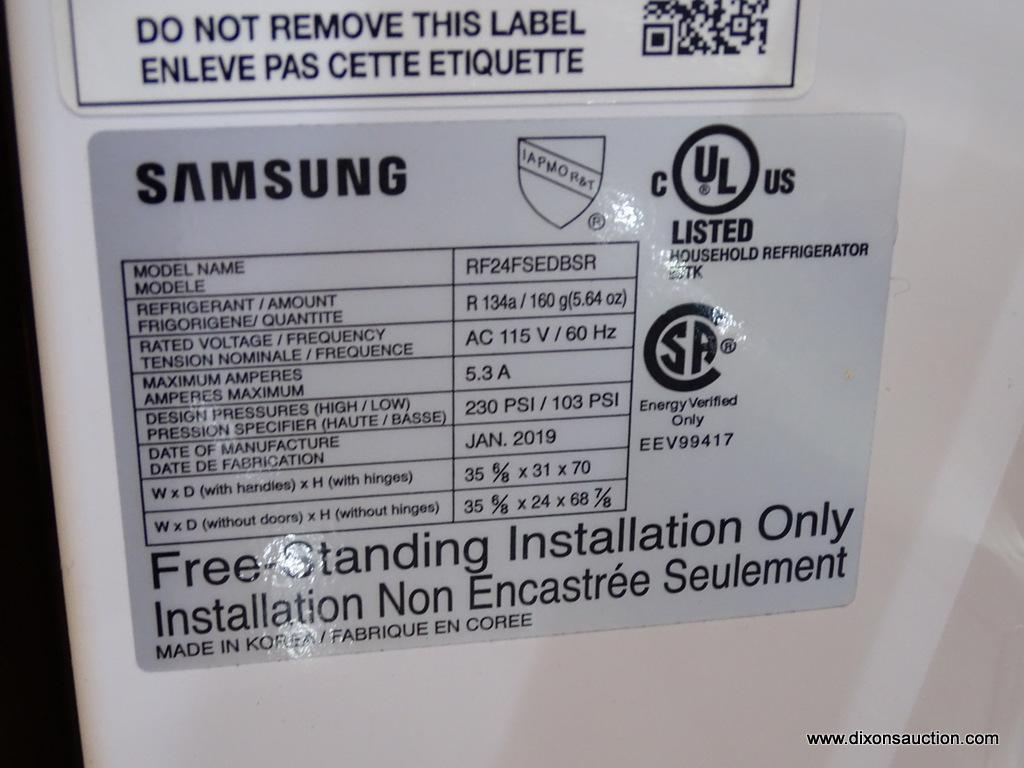 DO NOT REMOVE THIS LABEL
ENLEVE PAS CETTE ETIQUETTE
SAMSUNG
IAPMO R&T
®
C UL US
®
LISTED
HOUSEHOLD REFRIGERATOR
MODEL NAME
MODELE
RF24FSEDBSR
REFRIGERANT / AMOUNT
FRIGORIGENE/ QUANTITE
R 134a / 160 g(5.64 oz)
RATED VOLTAGE / FREQUENCY
TENSION NOMINALE / FREQUENCE
AC 115 V / 60 Hz
MAXIMUM AMPERES
AMPERES MAXIMUM
5.3 A
DESIGN PRESSURES (HIGH / LOW)
PRESSION SPECIFIER (HAUTE / BASSE)
230 PSI / 103 PSI
DATE OF MANUFACTURE
DATE DE FABRICATION
JAN. 2019
W x D (with handles) x H (with hinges)
35 6/8 x 31 x 70
W x D (without doors) x H (without hinges)
35 6/8 x 24 x 68 7/8
SA ®
Energy Verified
Only
EEV99417
Free-Standing Installation Only
Installation Non Encastrée Seulement
MADE IN KOREA / FABRIQUE EN COREE
www.dixonsauction.com